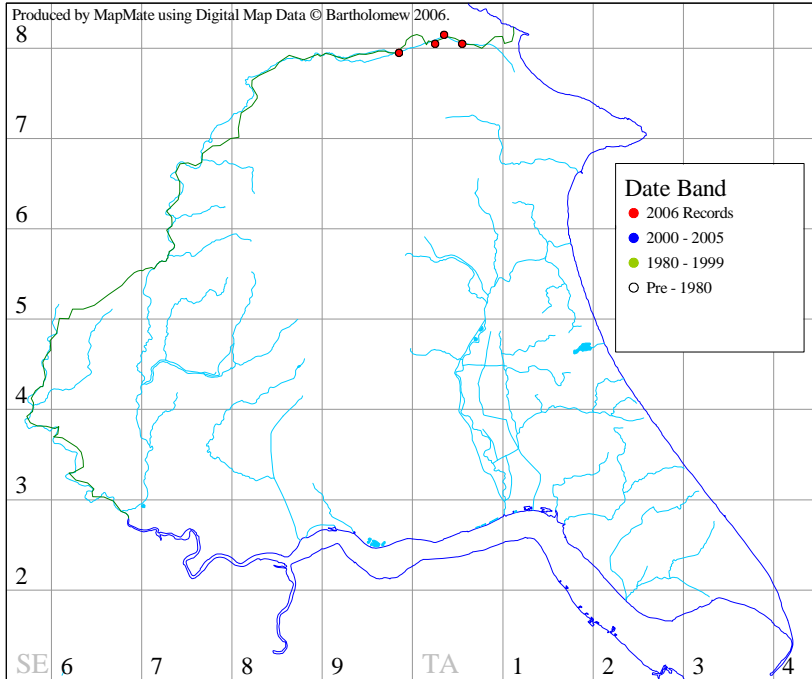 Produced by MapMate using Digital Map Data © Bartholomew 2006.
8
7
6
5
4
3
2
Date Band
2006 Records
2000 - 2005
1980 - 1999
Pre - 1980
SE 6 7 8 9 TA 1 2 3 4